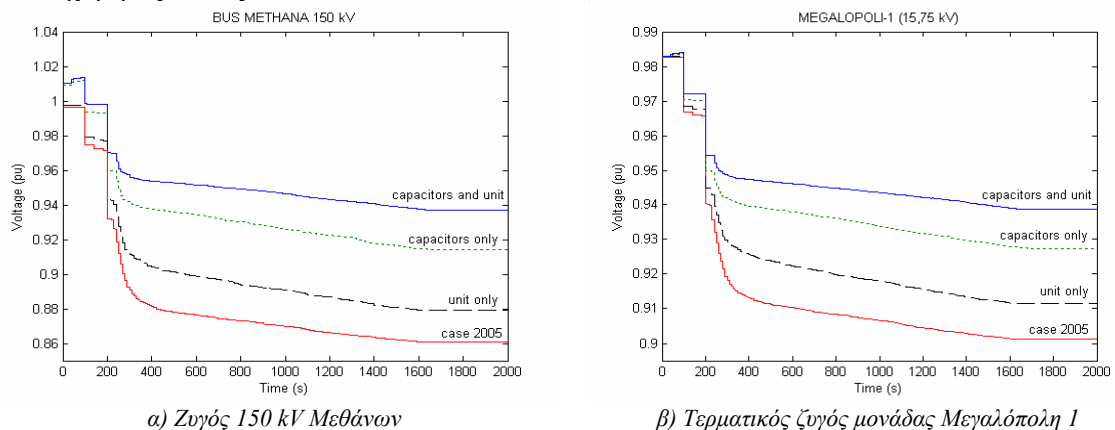 BUS METHANA 150 kV
1.04
1.02
1
0.98
0.96
0.94
0.92
0.9
0.88
0.86
Voltage (pu)
capacitors and unit
capacitors only
unit only
case 2005
0 200 400 600 800 1000 1200 1400 1600 1800 2000
Time (s)
α) Ζυγός 150 kV Μεθάνων
MEGALOPOLI-1 (15,75 kV)
0.99
0.98
0.97
0.96
0.95
0.94
0.93
0.92
0.91
0.9
Voltage (pu)
capacitors and unit
capacitors only
unit only
case 2005
0 200 400 600 800 1000 1200 1400 1600 1800 2000
Time (s)
β) Τερματικός ζυγός μονάδας Μεγαλόπολη 1